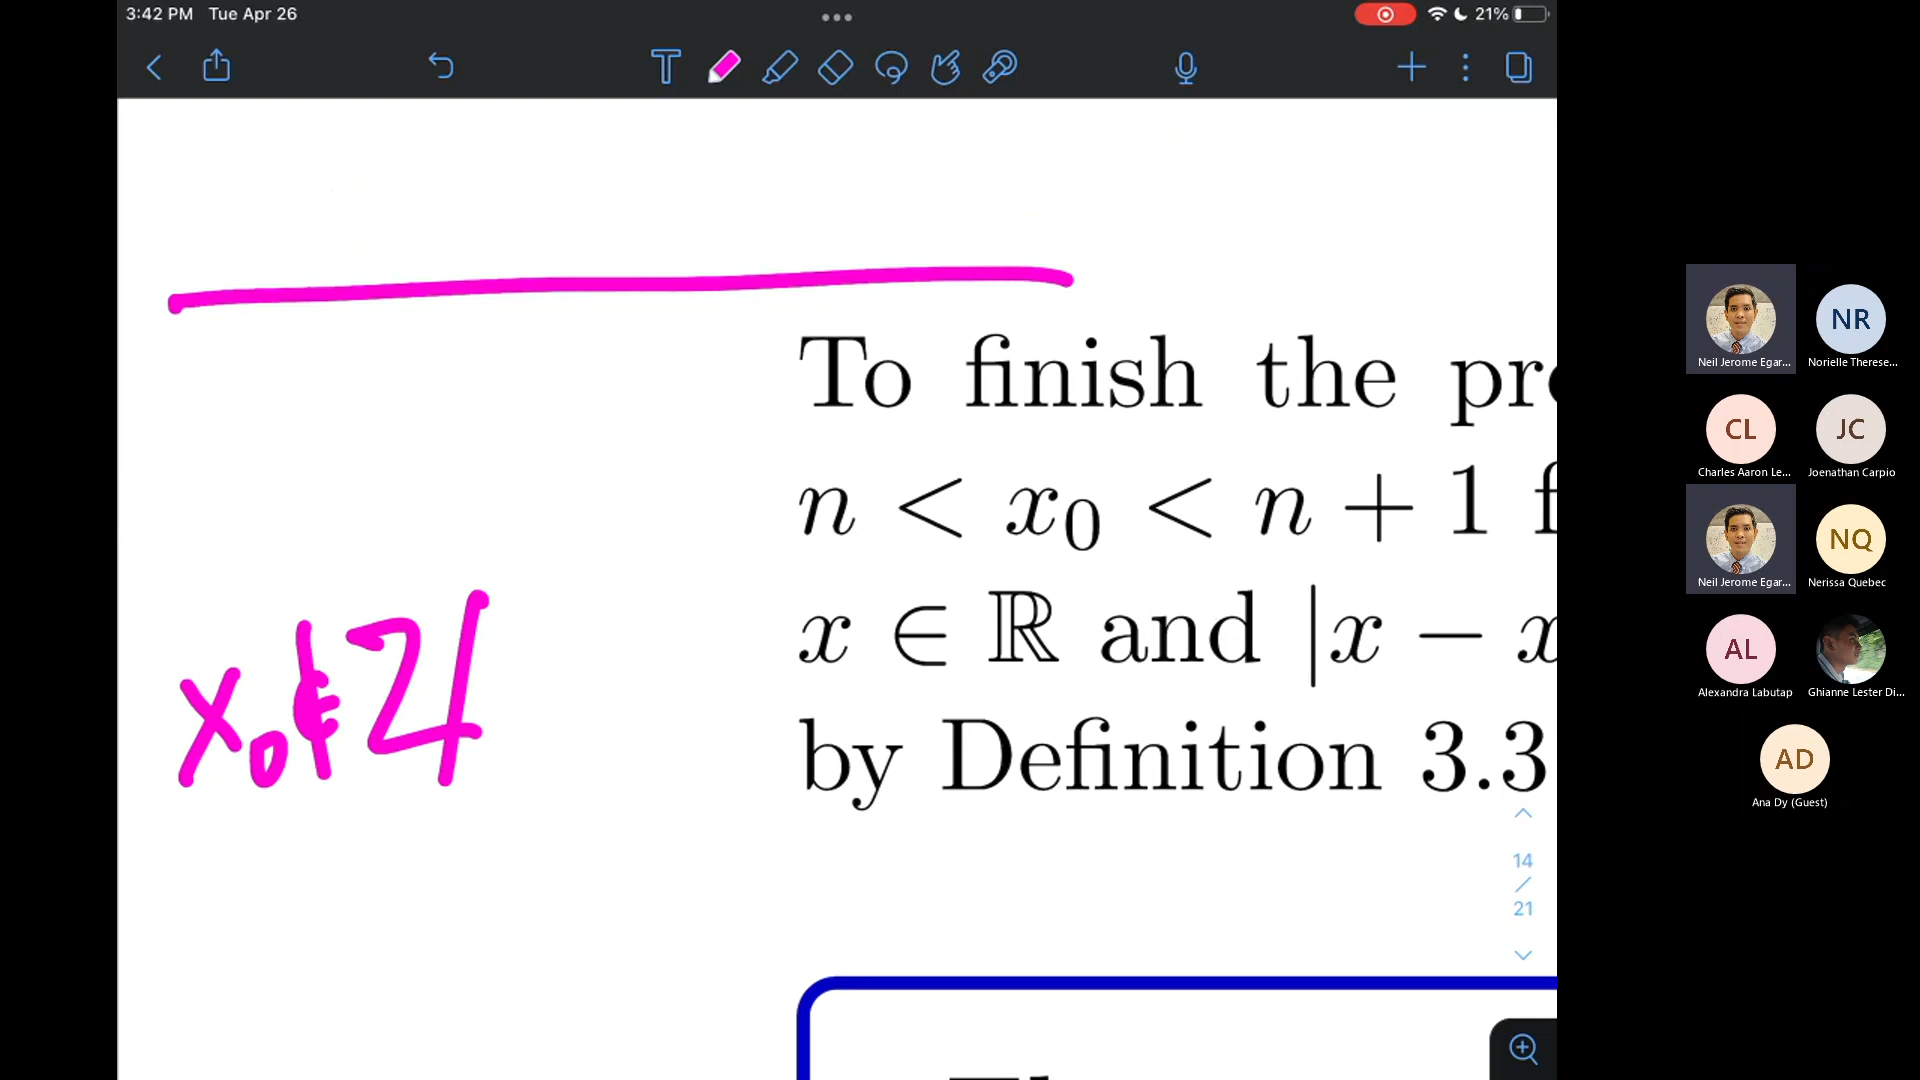 3:42 PM Tue Apr 26
21%
To finish the pro
n < x₀ < n + 1 f
x ∈ ℝ and |x − x
by Definition 3.3
x₀ ∉ ℤ
14
/
21
Neil Jerome Egar...
NR
Norielle Therese...
CL
Charles Aaron Le...
JC
Joenathan Carpio
Neil Jerome Egar...
NQ
Nerissa Quebec
AL
Alexandra Labutap
Ghianne Lester Di...
AD
Ana Dy (Guest)